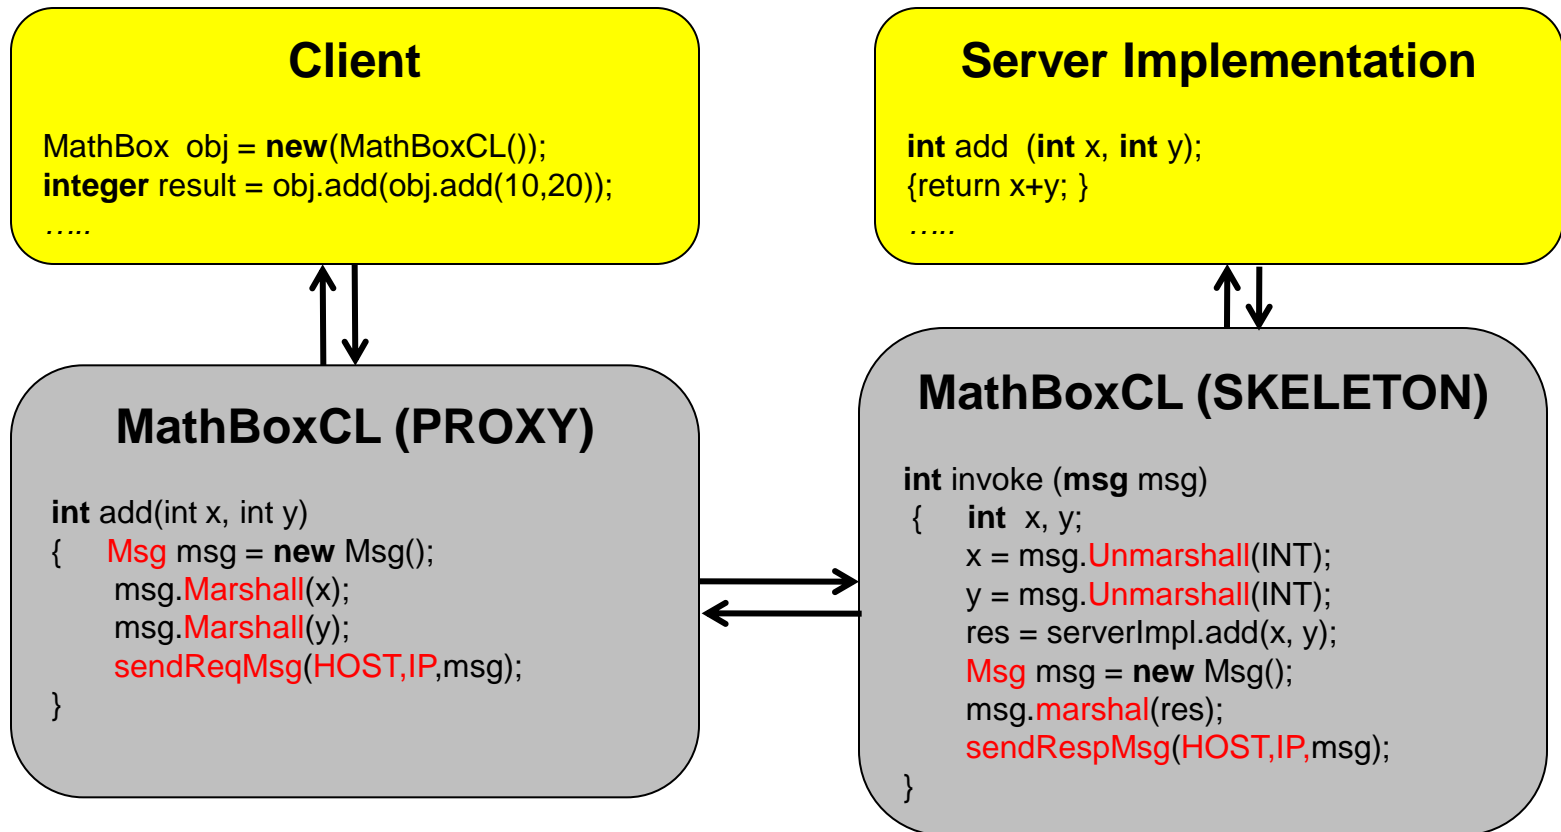 Client
MathBox obj = new(MathBoxCL());
integer result = obj.add(obj.add(10,20));
…..
Server Implementation
int add (int x, int y);
{return x+y; }
…..
MathBoxCL (PROXY)
int add(int x, int y)
{ Msg msg = new Msg();
msg.Marshall(x);
msg.Marshall(y);
sendReqMsg(HOST,IP,msg);
}
MathBoxCL (SKELETON)
int invoke (msg msg)
{ int x, y;
x = msg.Unmarshall(INT);
y = msg.Unmarshall(INT);
res = serverImpl.add(x, y);
Msg msg = new Msg();
msg.marshal(res);
sendRespMsg(HOST,IP,msg);
}